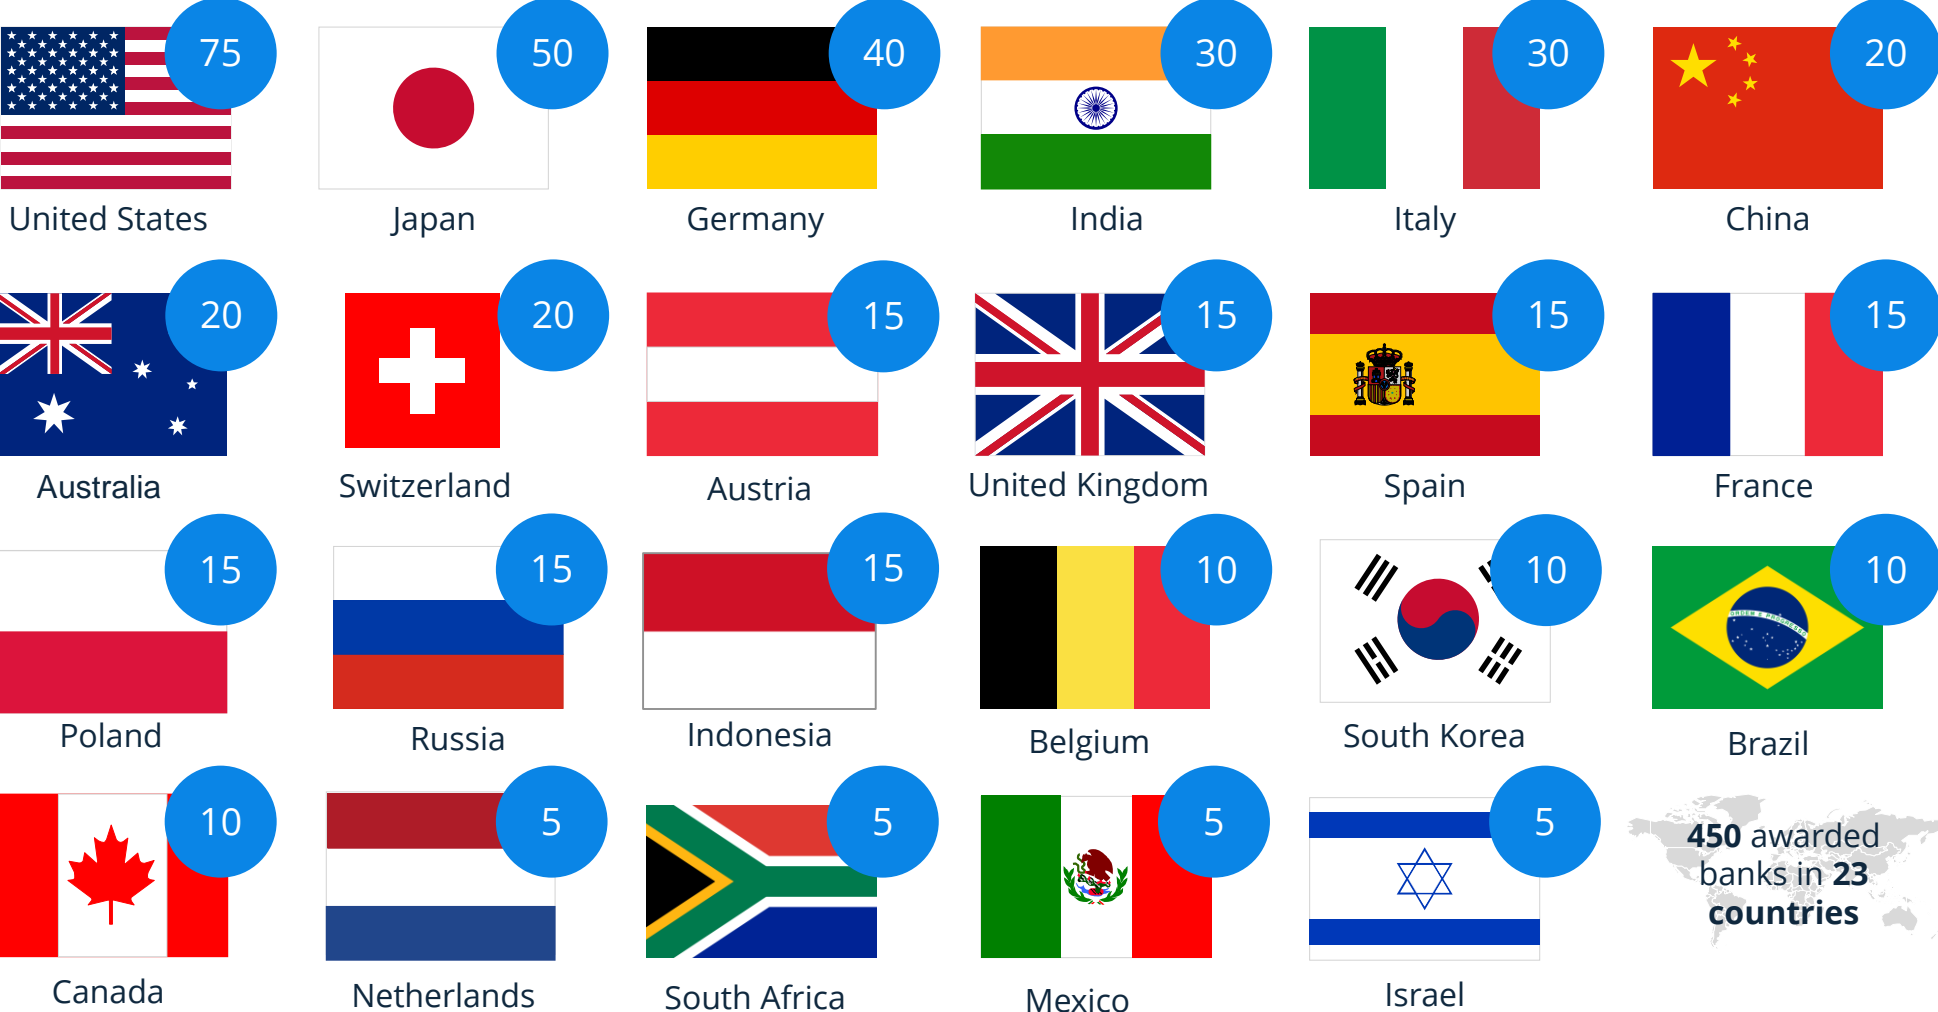 75
United States
50
Japan
40
Germany
30
India
30
Italy
20
China
20
Australia
20
Switzerland
15
Austria
15
United Kingdom
15
Spain
15
France
15
Poland
15
Russia
15
Indonesia
10
Belgium
10
South Korea
10
Brazil
10
Canada
5
Netherlands
5
South Africa
5
Mexico
5
Israel
450 awarded
banks in 23
countries